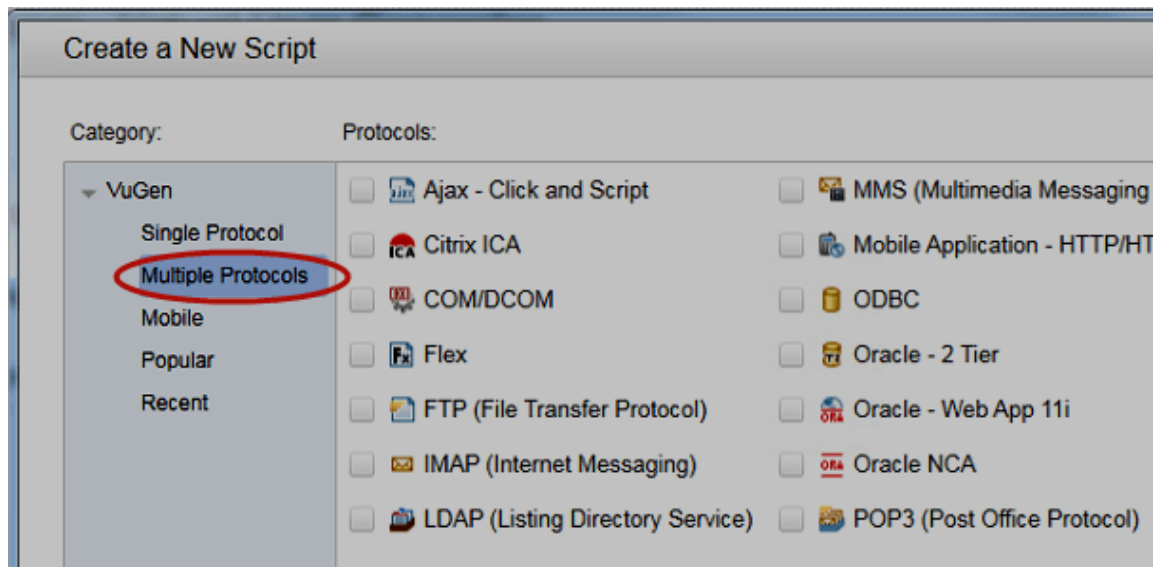 Create a New Script
Category:
Protocols:
VuGen
Single Protocol
Multiple Protocols
Mobile
Popular
Recent
Ajax - Click and Script
Citrix ICA
COM/DCOM
Flex
FTP (File Transfer Protocol)
IMAP (Internet Messaging)
LDAP (Listing Directory Service)
MMS (Multimedia Messaging
Mobile Application - HTTP/HT
ODBC
Oracle - 2 Tier
Oracle - Web App 11i
Oracle NCA
POP3 (Post Office Protocol)